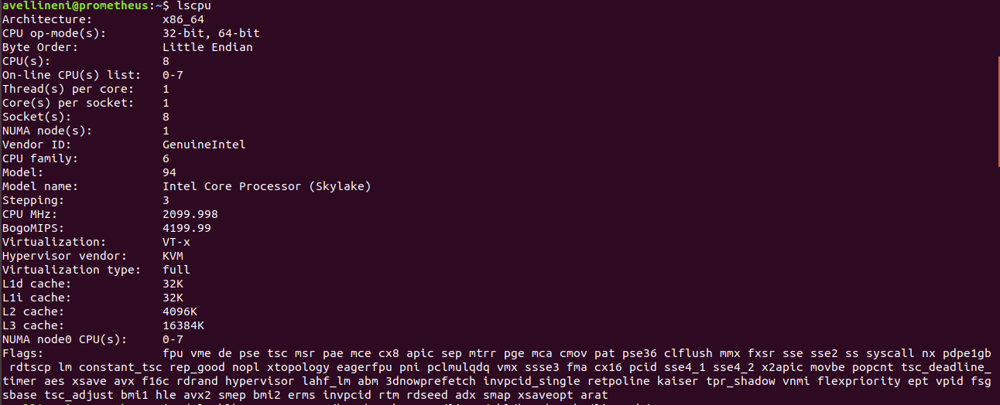 avellineni@prometheus:~$ lscpu
Architecture:          x86_64
CPU op-mode(s):        32-bit, 64-bit
Byte Order:            Little Endian
CPU(s):                8
On-line CPU(s) list:   0-7
Thread(s) per core:    1
Core(s) per socket:    1
Socket(s):             8
NUMA node(s):          1
Vendor ID:             GenuineIntel
CPU family:            6
Model:                 94
Model name:            Intel Core Processor (Skylake)
Stepping:              3
CPU MHz:               2099.998
BogoMIPS:              4199.99
Virtualization:        VT-x
Hypervisor vendor:     KVM
Virtualization type:   full
L1d cache:             32K
L1i cache:             32K
L2 cache:              4096K
L3 cache:              16384K
NUMA node0 CPU(s):     0-7
Flags:                 fpu vme de pse tsc msr pae mce cx8 apic sep mtrr pge mca cmov pat pse36 clflush mmx fxsr sse sse2 ss syscall nx pdpe1gb
 rdtscp lm constant_tsc rep_good nopl xtopology eagerfpu pni pclmulqdq vmx ssse3 fma cx16 pcid sse4_1 sse4_2 x2apic movbe popcnt tsc_deadline_
timer aes xsave avx f16c rdrand hypervisor lahf_lm abm 3dnowprefetch invpcid_single retpoline kaiser tpr_shadow vnmi flexpriority ept vpid fsg
sbase tsc_adjust bmi1 hle avx2 smep bmi2 erms invpcid rtm rdseed adx smap xsaveopt arat